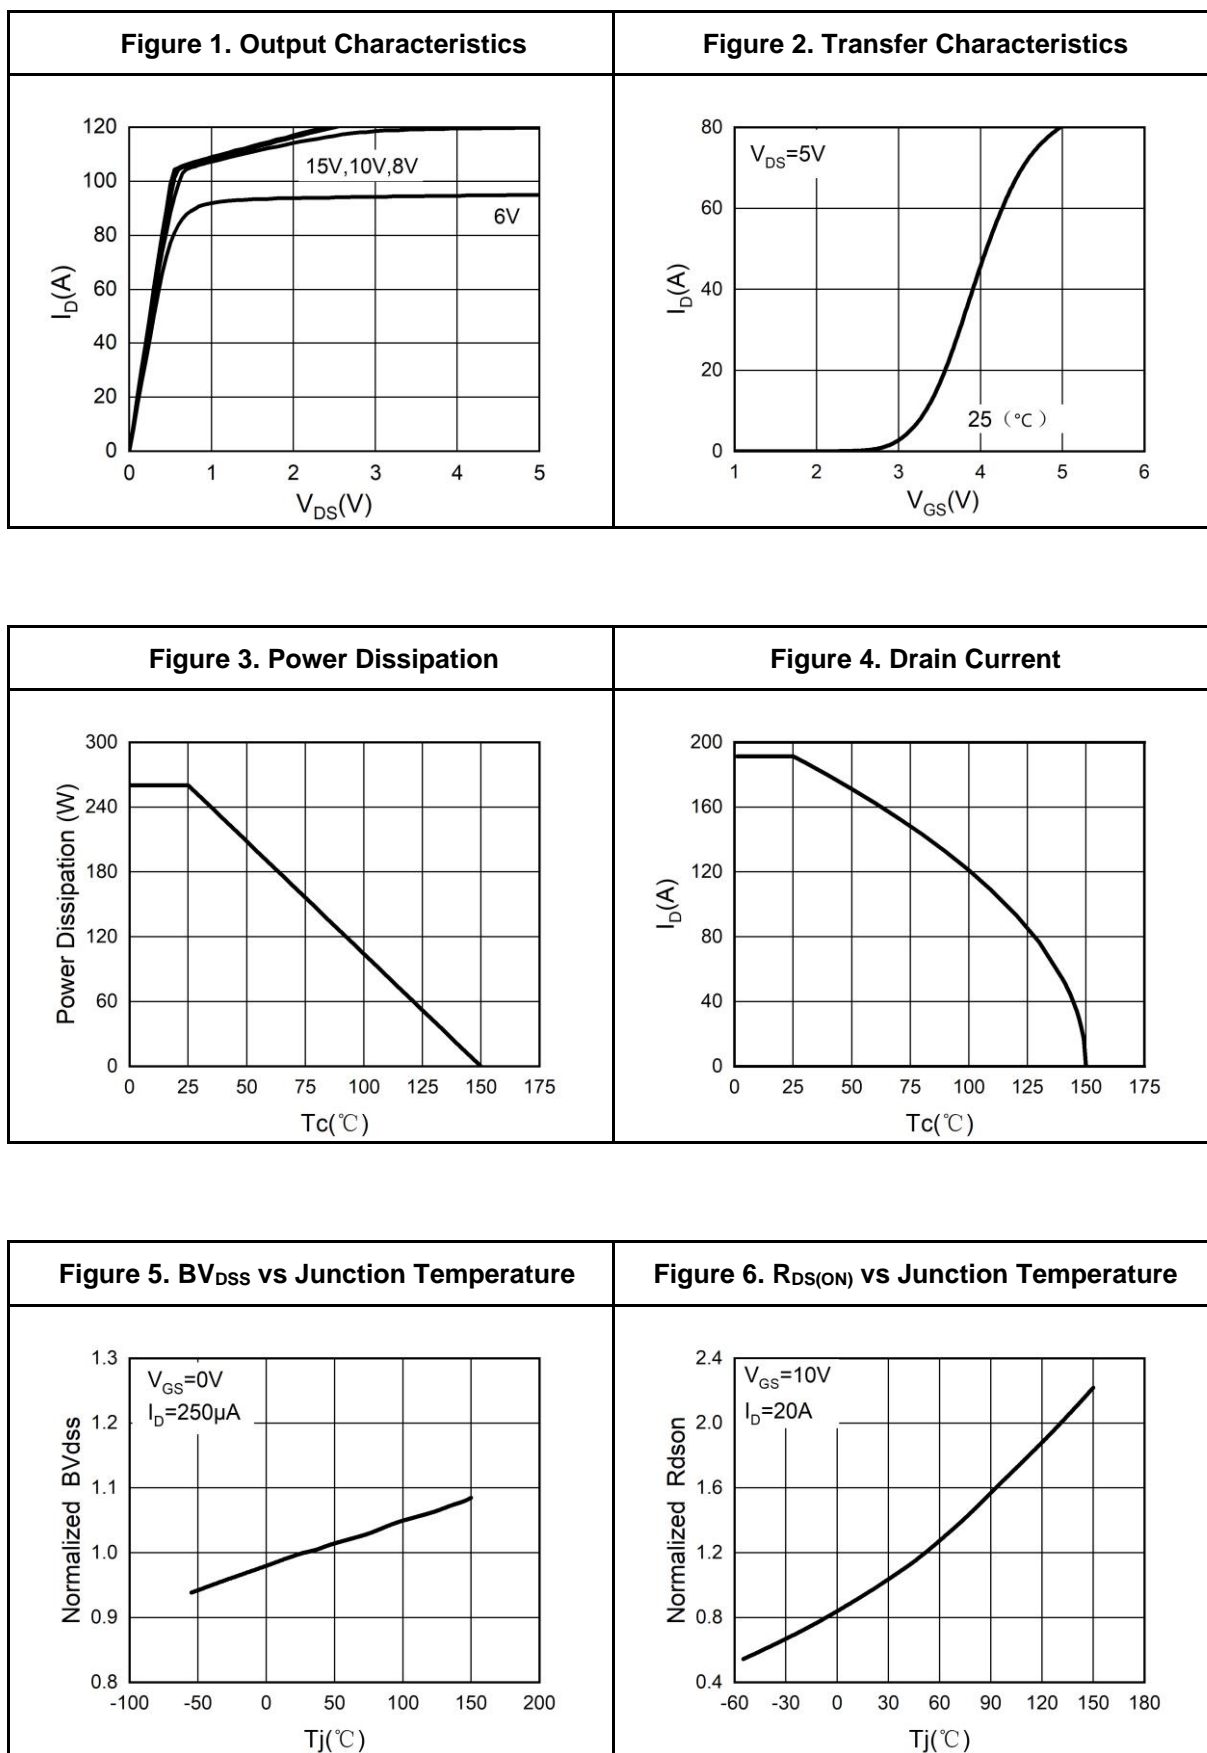 Figure 1. Output Characteristics
Figure 2. Transfer Characteristics
120
100
80
60
40
20
0
I_D(A)
15V,10V,8V
6V
0 1 2 3 4 5
V_DS(V)
80
60
40
20
0
I_D(A)
V_DS=5V
25（℃）
1 2 3 4 5 6
V_GS(V)
Figure 3. Power Dissipation
Figure 4. Drain Current
300
240
180
120
60
0
Power Dissipation (W)
0 25 50 75 100 125 150 175
Tc(℃)
200
160
120
80
40
0
I_D(A)
0 25 50 75 100 125 150 175
Tc(℃)
Figure 5. BV_DSS vs Junction Temperature
Figure 6. R_DS(ON) vs Junction Temperature
1.3
1.2
1.1
1.0
0.9
0.8
Normalized BVdss
V_GS=0V
I_D=250μA
-100 -50 0 50 100 150 200
Tj(℃)
2.4
2.0
1.6
1.2
0.8
0.4
Normalized Rdson
V_GS=10V
I_D=20A
-60 -30 0 30 60 90 120 150 180
Tj(℃)